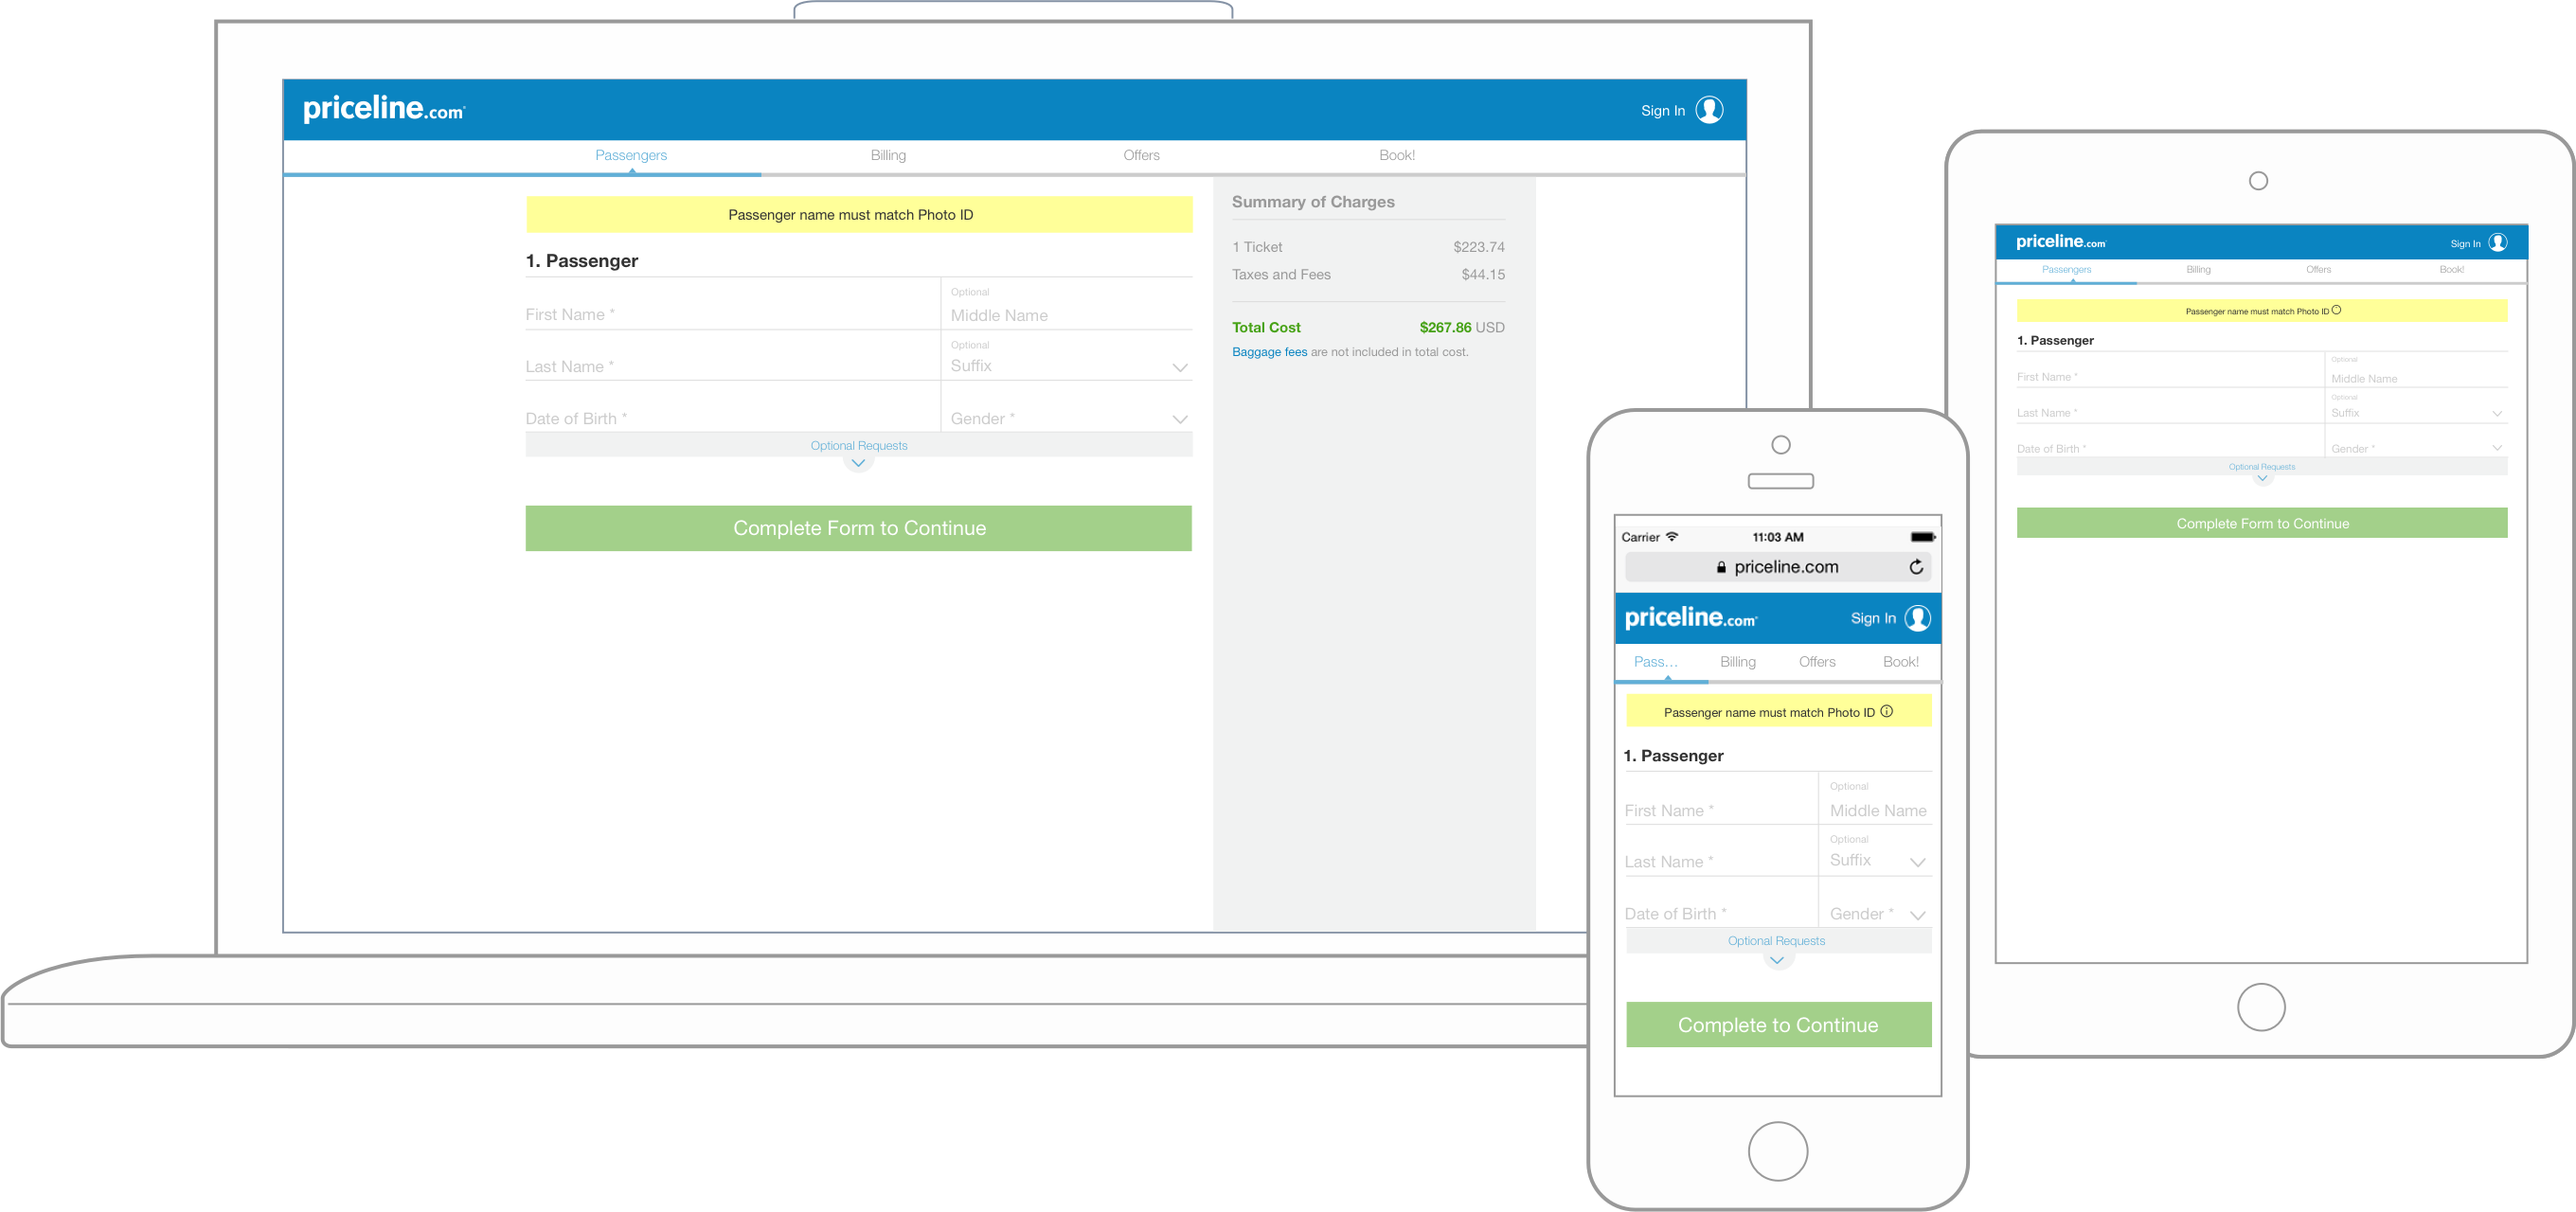 priceline.com
Sign In
Passengers Billing Offers Book!
Passenger name must match Photo ID
1. Passenger
First Name *
Optional
Middle Name
Last Name *
Optional
Suffix
Date of Birth *
Gender *
Optional Requests
Complete Form to Continue
Summary of Charges
1 Ticket $223.74
Taxes and Fees $44.15
Total Cost $267.86 USD
Baggage fees are not included in total cost.
Carrier 11:03 AM
priceline.com
priceline.com
Sign In
Pass... Billing Offers Book!
Passenger name must match Photo ID
1. Passenger
First Name *
Optional
Middle Name
Last Name *
Optional
Suffix
Date of Birth *
Gender *
Optional Requests
Complete to Continue
priceline.com
Sign In
Passengers Billing Offers Book!
Passenger name must match Photo ID
1. Passenger
First Name *
Optional
Middle Name
Last Name *
Optional
Suffix
Date of Birth *
Gender *
Optional Requests
Complete Form to Continue